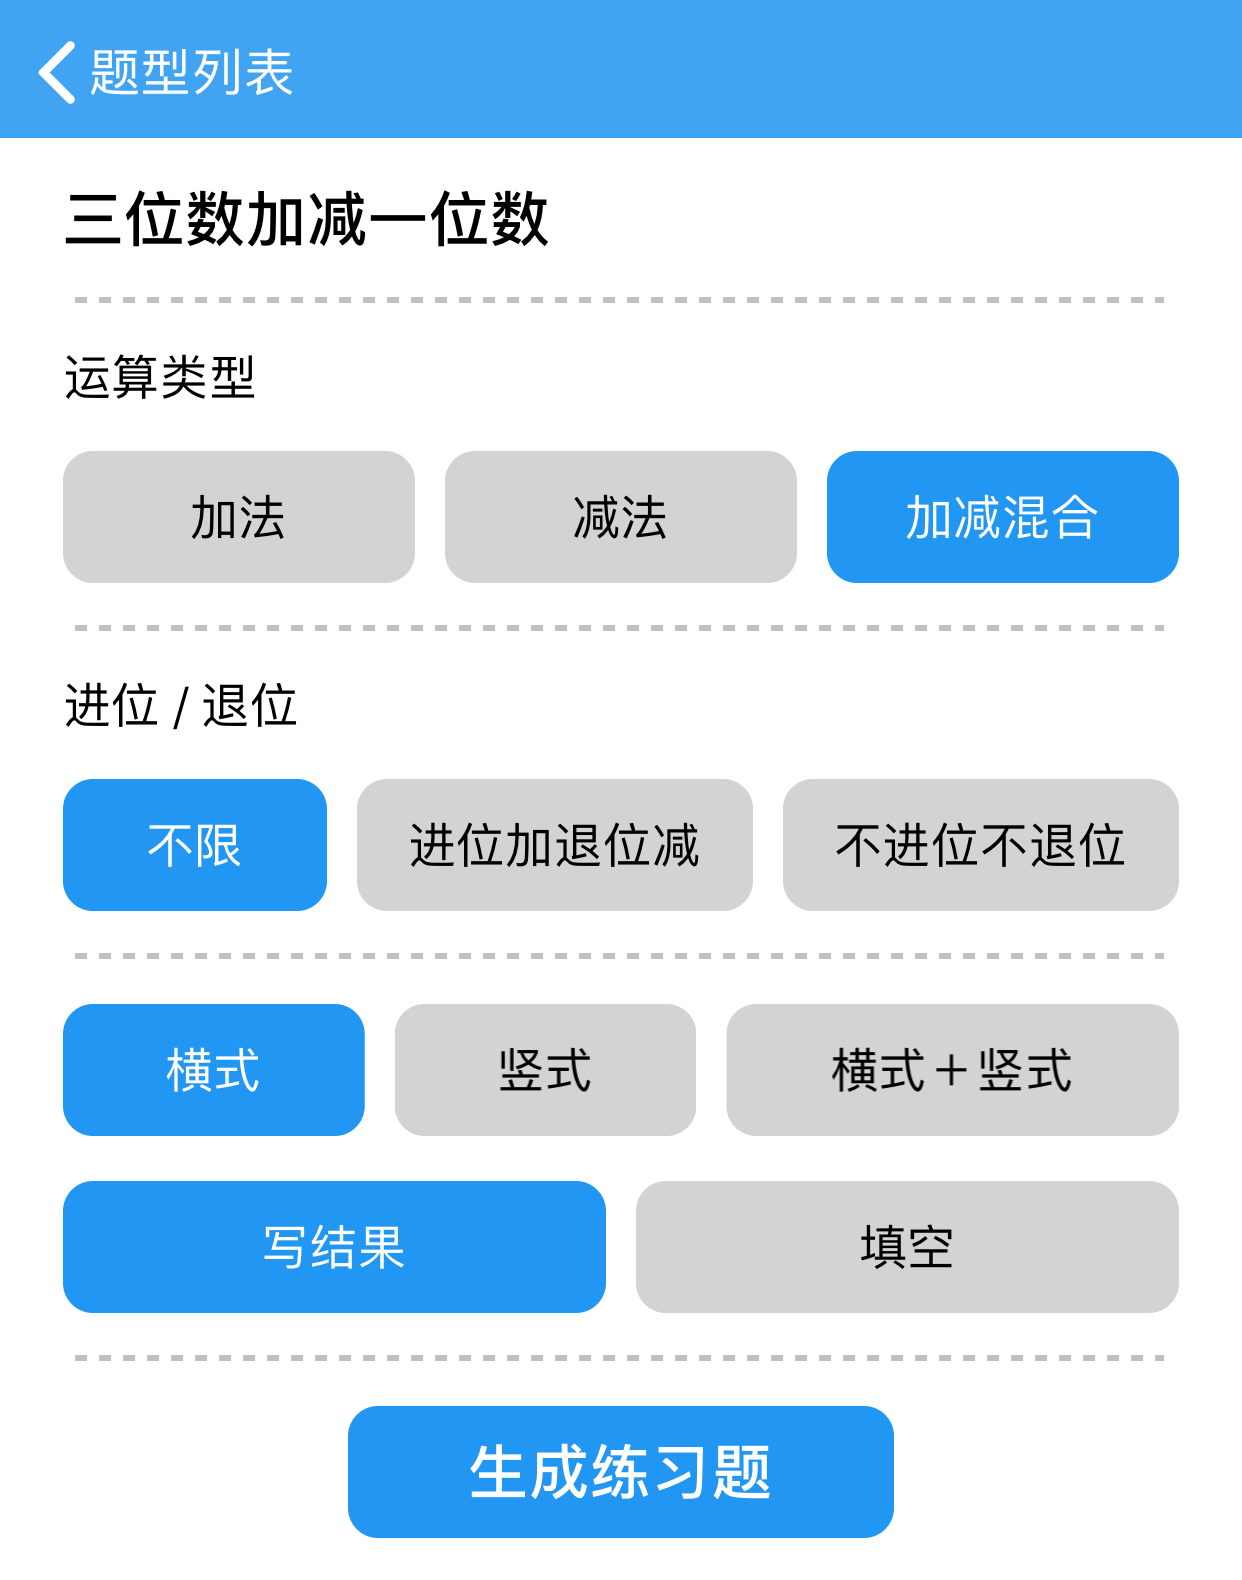 题型列表
三位数加减一位数
运算类型
加法 减法 加减混合
进位 / 退位
不限 进位加退位减 不进位不退位
横式 竖式 横式＋竖式
写结果 填空
生成练习题